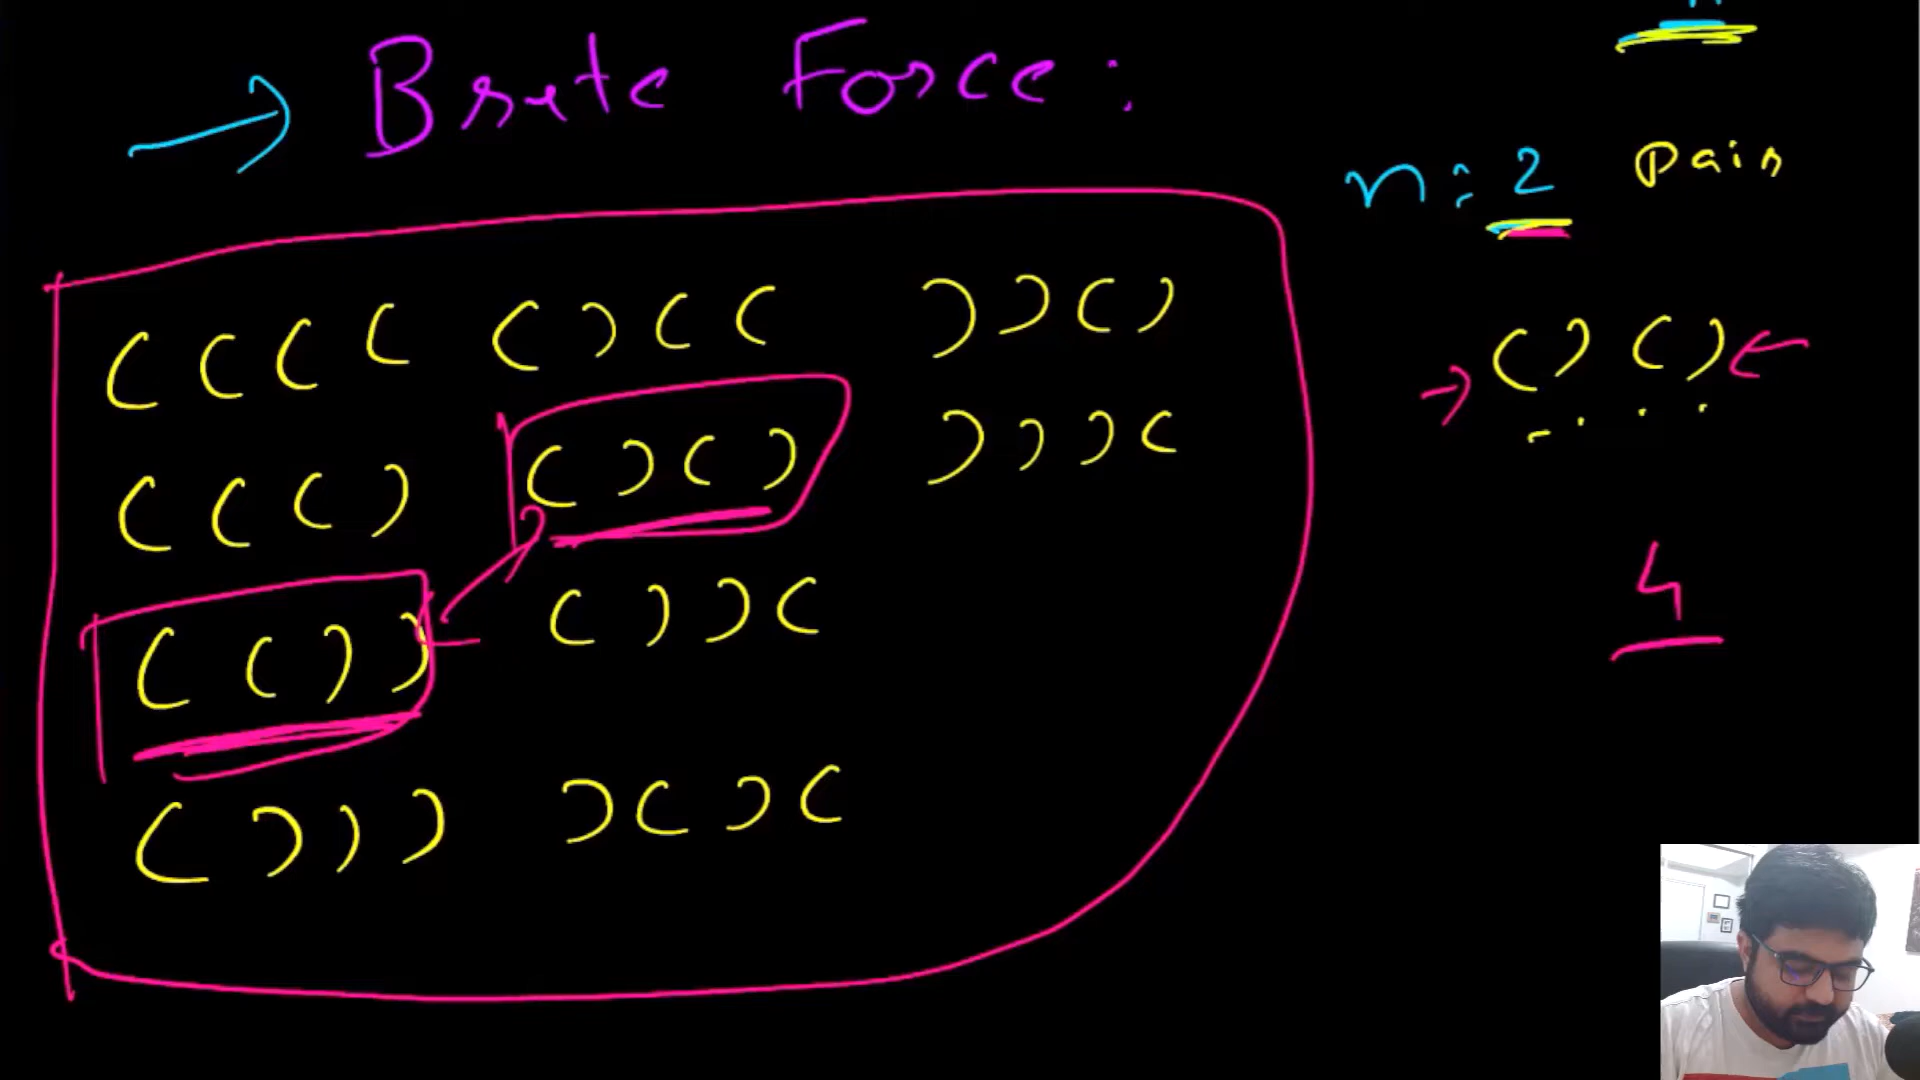 → Brute Force:
n: 2 pair
( ( ( ( ( ) ( ( ) ) ( )
( ) ( )
( ( ( ) ( ) ( ) ) ) ) (
( ( ) ) ( ) ) (
4
( ) ) ) ) ( ) (